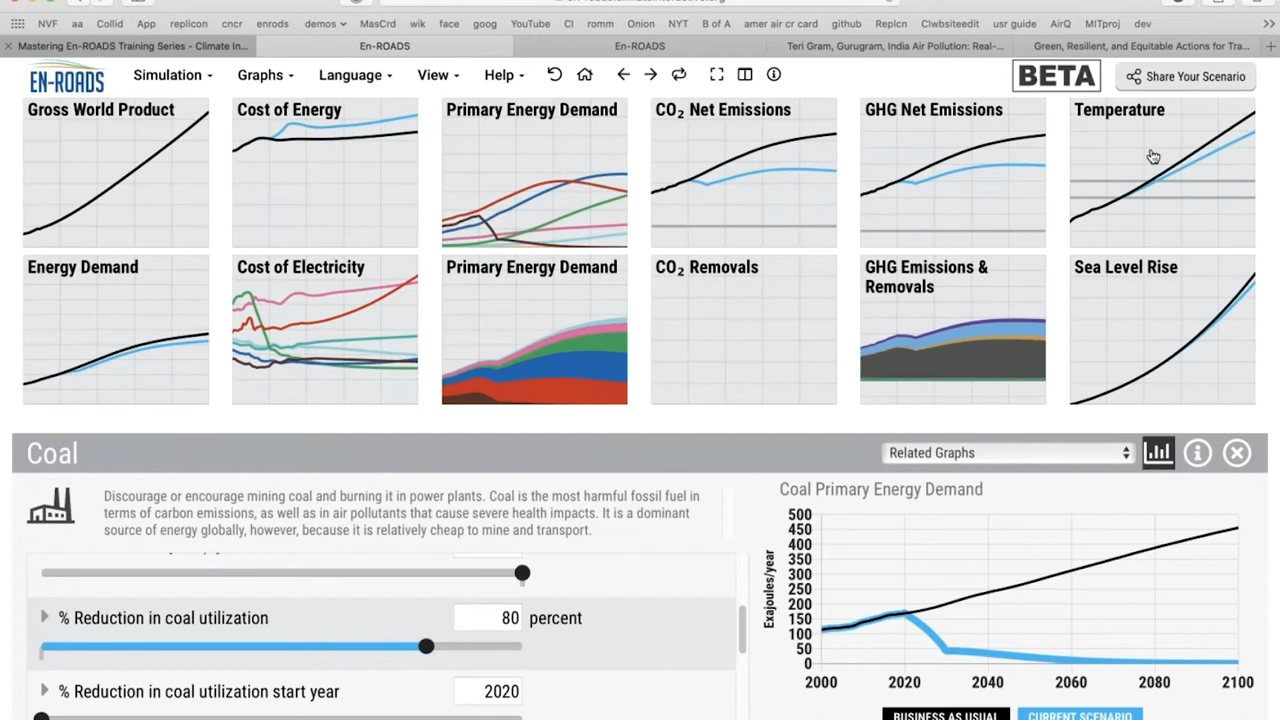 NVF aa Collid App replicon cncr enrods demos MasCrd wik face goog YouTube CI romm Onion NYT B of A amer air cr card github Replcn Clwbsiteedit usr guide AirQ MITproj dev
Mastering En-ROADS Training Series - Climate In... En-ROADS En-ROADS Teri Gram, Gurugram, India Air Pollution: Real-... Green, Resilient, and Equitable Actions for Tra...
EN-ROADS Simulation Graphs Language View Help BETA Share Your Scenario
Gross World Product Cost of Energy Primary Energy Demand CO₂ Net Emissions GHG Net Emissions Temperature
Energy Demand Cost of Electricity Primary Energy Demand CO₂ Removals GHG Emissions & Removals Sea Level Rise
Coal Related Graphs
Discourage or encourage mining coal and burning it in power plants. Coal is the most harmful fossil fuel in
terms of carbon emissions, as well as in air pollutants that cause severe health impacts. It is a dominant
source of energy globally, however, because it is relatively cheap to mine and transport.
% Reduction in coal utilization 80 percent
% Reduction in coal utilization start year 2020
Coal Primary Energy Demand
Exajoules/year
500
450
400
350
300
250
200
150
100
50
0
2000 2020 2040 2060 2080 2100
BUSINESS AS USUAL CURRENT SCENARIO